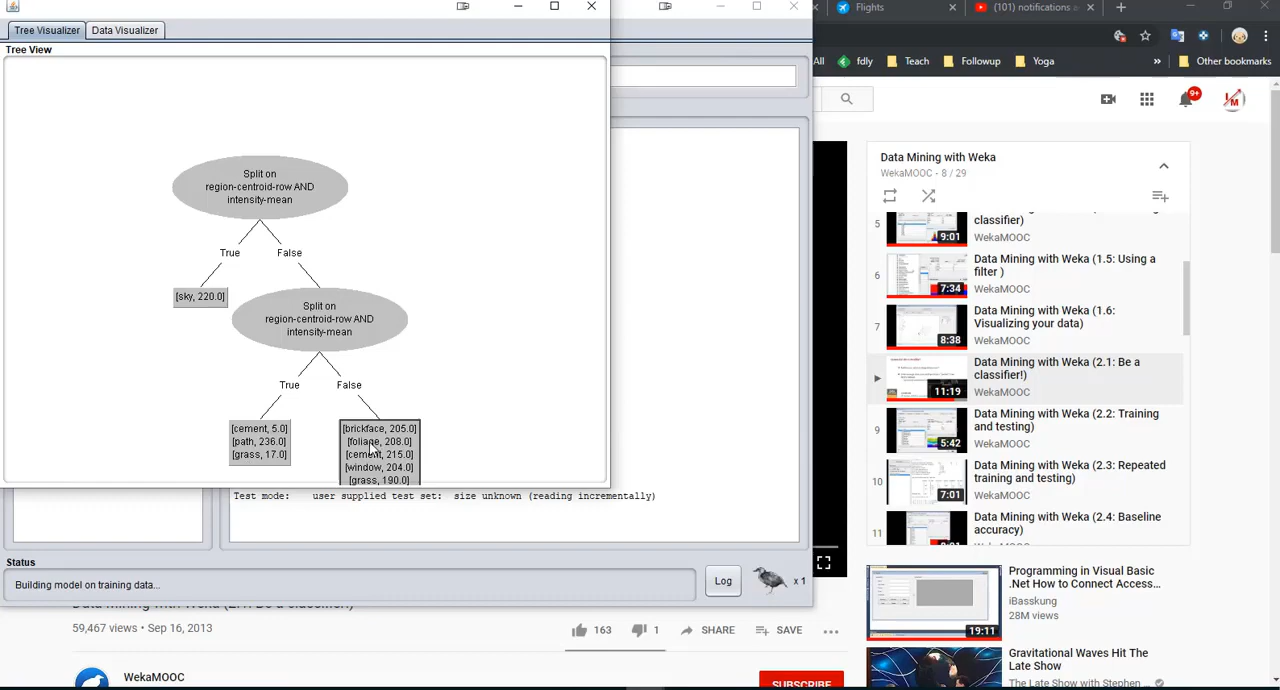 Tree Visualizer
Data Visualizer
Tree View
Split on
region-centroid-row AND
intensity-mean
True
False
[sky, 220.0]
Split on
region-centroid-row AND
intensity-mean
True
False
[cement, 5.0]
[path, 236.0]
[grass, 17.0]
[brickface, 205.0]
[foliage, 208.0]
[cement, 215.0]
[window, 204.0]
[grass, 190.0]
Test mode: user supplied test set: size unknown (reading incrementally)
Status
Building model on training data...
Log
x 1
59,467 views • Sep 16, 2013
163
1
SHARE
SAVE
WekaMOOC
SUBSCRIBE
Flights
(101) notifications
All
fdly
Teach
Followup
Yoga
»
Other bookmarks
9+
Data Mining with Weka
WekaMOOC - 8 / 29
5
9:01
classifier)
WekaMOOC
6
7:34
Data Mining with Weka (1.5: Using a
filter )
WekaMOOC
7
8:38
Data Mining with Weka (1.6:
Visualizing your data)
WekaMOOC
11:19
Data Mining with Weka (2.1: Be a
classifier!)
WekaMOOC
9
5:42
Data Mining with Weka (2.2: Training
and testing)
WekaMOOC
10
7:01
Data Mining with Weka (2.3: Repeated
training and testing)
WekaMOOC
11
Data Mining with Weka (2.4: Baseline
accuracy)
19:11
Programming in Visual Basic
.Net How to Connect Access...
iBasskung
28M views
Gravitational Waves Hit The
Late Show
The Late Show with Stephen ...